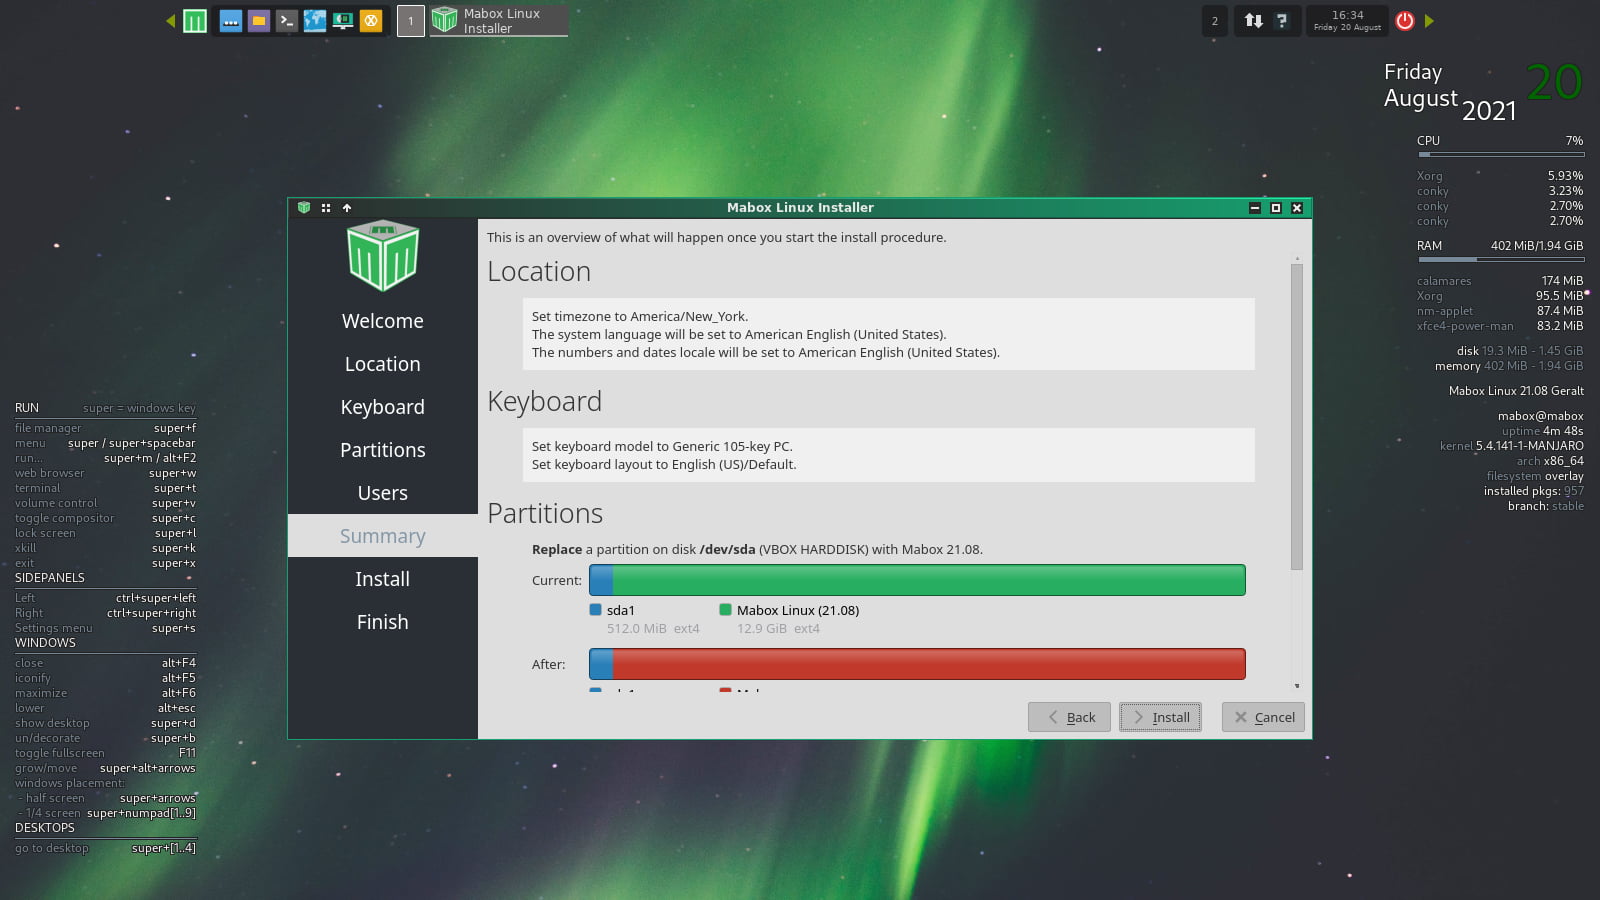 1
Mabox Linux
Installer
2
16:34
Friday 20 August
Friday
August
2021
20
CPU 7%
Xorg 5.93%
conky 3.23%
conky 2.70%
conky 2.70%
RAM 402 MiB/1.94 GiB
calamares 174 MiB
Xorg 95.5 MiB
nm-applet 87.4 MiB
xfce4-power-man 83.2 MiB
disk 19.3 MiB - 1.45 GiB
memory 402 MiB - 1.94 GiB
Mabox Linux 21.08 Geralt
mabox@mabox
uptime 4m 48s
kernel 5.4.141-1-MANJARO
arch x86_64
filesystem overlay
installed pkgs: 957
branch: stable
RUN super = windows key
file manager super+f
menu super / super+spacebar
run... super+m / alt+F2
web browser super+w
terminal super+t
volume control super+v
toggle compositor super+c
lock screen super+l
xkill super+k
exit super+x
SIDEPANELS
Left ctrl+super+left
Right ctrl+super+right
Settings menu super+s
WINDOWS
close alt+F4
iconify alt+F5
maximize alt+F6
lower alt+esc
show desktop super+d
un/decorate super+b
toggle fullscreen F11
grow/move super+alt+arrows
windows placement:
- half screen super+arrows
- 1/4 screen super+numpad[1..9]
DESKTOPS
go to desktop super+[1..4]
Mabox Linux Installer
Welcome
Location
Keyboard
Partitions
Users
Summary
Install
Finish
This is an overview of what will happen once you start the install procedure.
Location
Set timezone to America/New_York.
The system language will be set to American English (United States).
The numbers and dates locale will be set to American English (United States).
Keyboard
Set keyboard model to Generic 105-key PC.
Set keyboard layout to English (US)/Default.
Partitions
Replace a partition on disk /dev/sda (VBOX HARDDISK) with Mabox 21.08.
Current:
sda1 Mabox Linux (21.08)
512.0 MiB ext4 12.9 GiB ext4
After:
Back Install Cancel